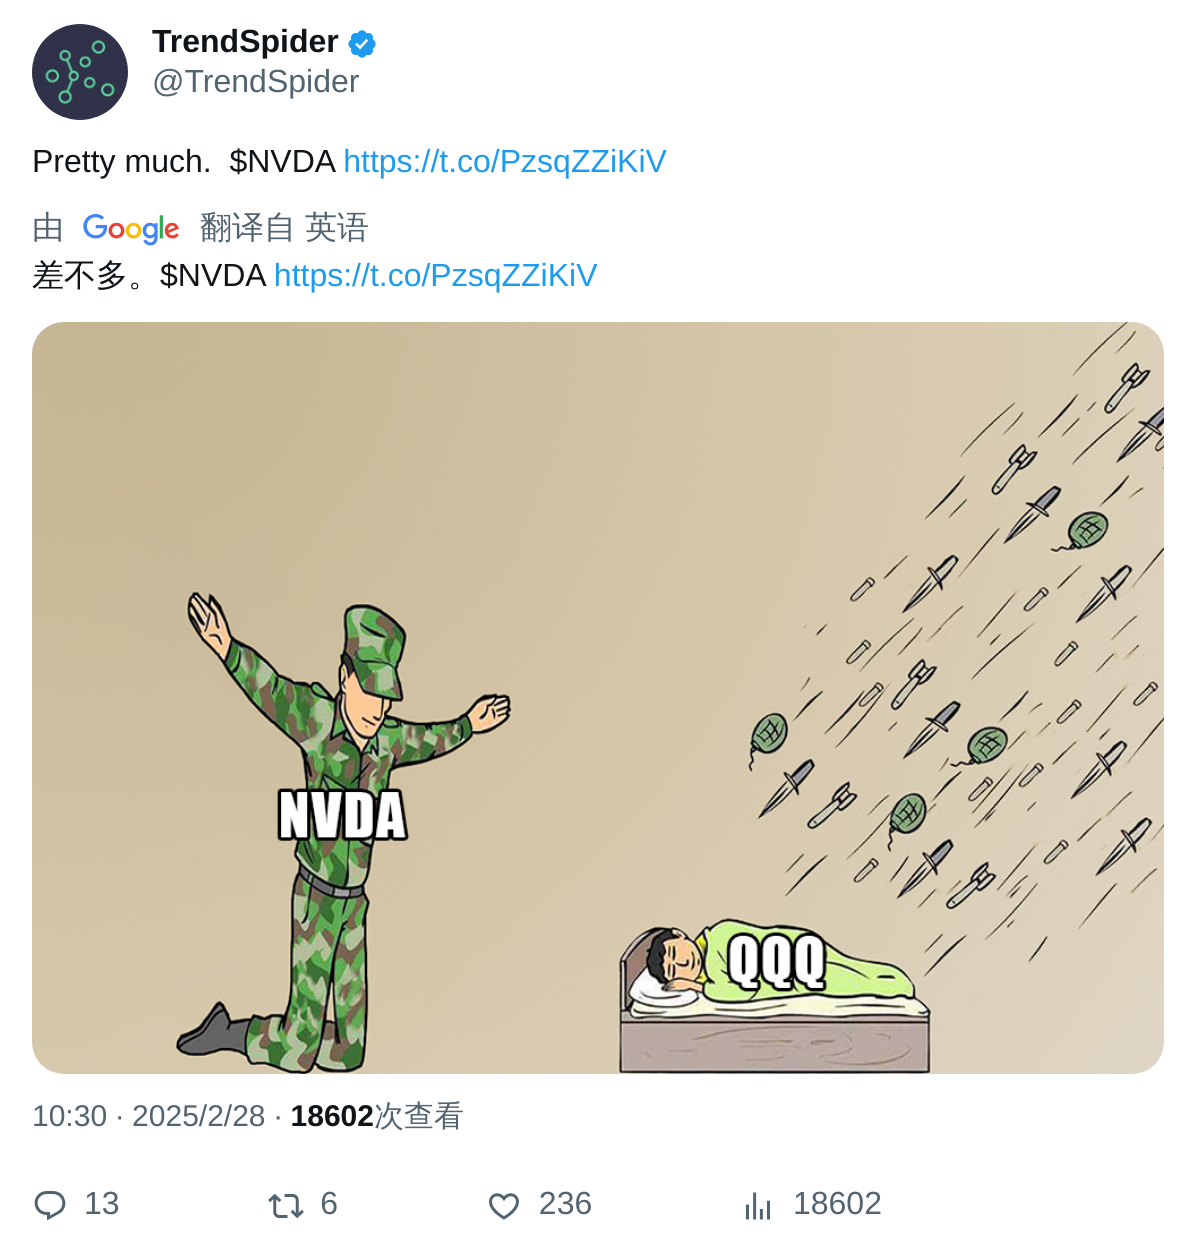 TrendSpider
@TrendSpider
Pretty much. $NVDA https://t.co/PzsqZZiKiV
由 Google 翻译自 英语
差不多。$NVDA https://t.co/PzsqZZiKiV
NVDA
QQQ
10:30 · 2025/2/28 · 18602次查看
13 6 236 18602